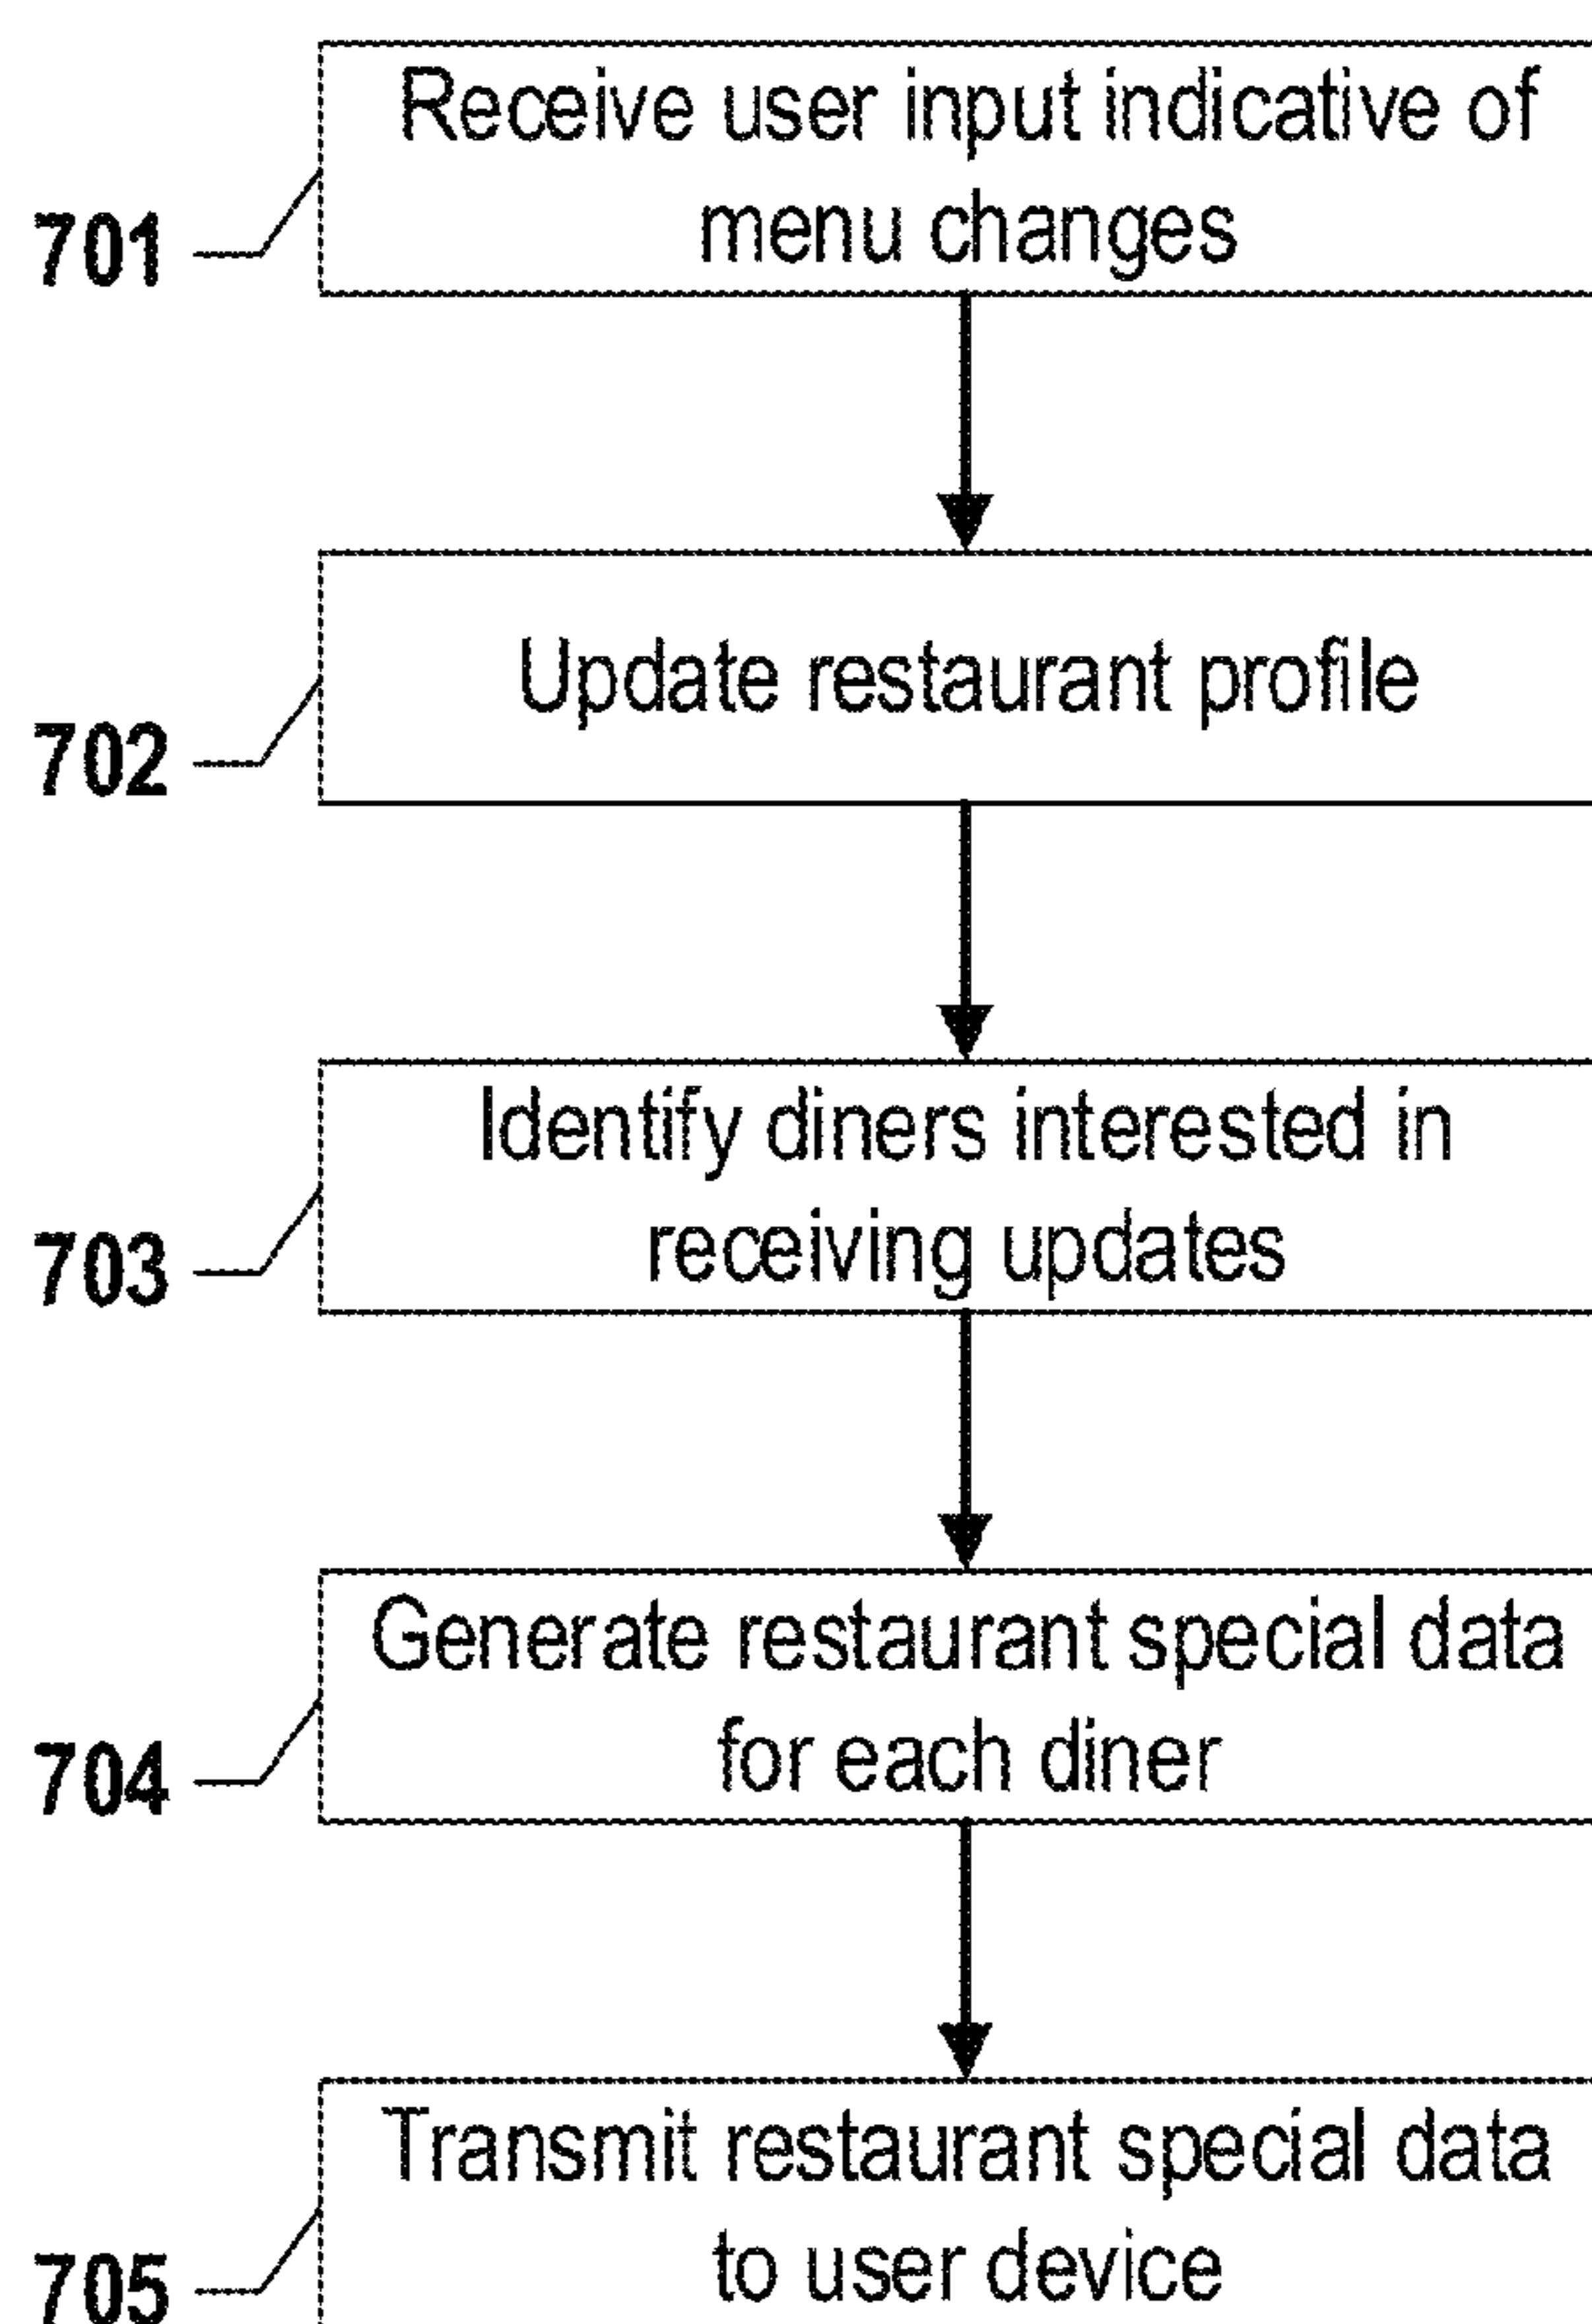 Receive user input indicative of
menu changes
701
Update restaurant profile
702
Identify diners interested in
receiving updates
703
Generate restaurant special data
for each diner
704
Transmit restaurant special data
to user device
705